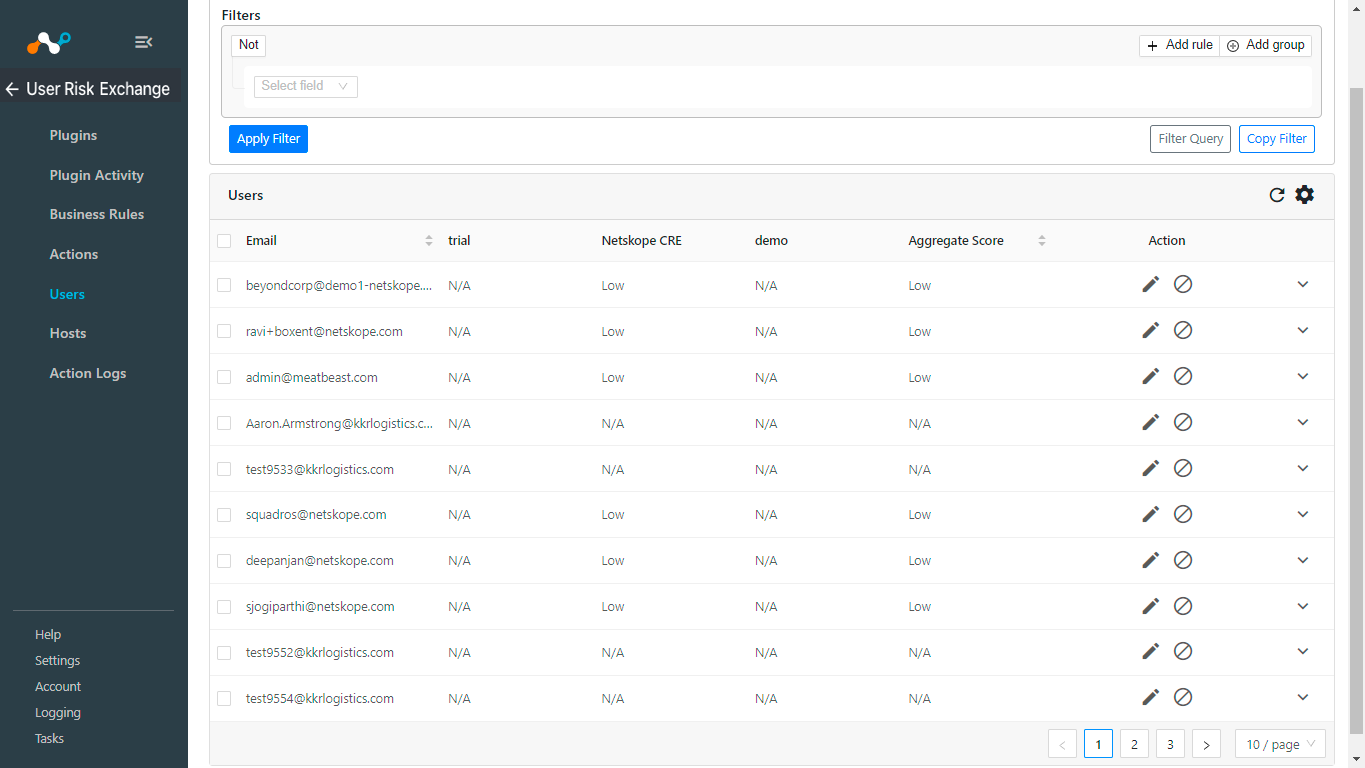 Filters
Not
Add rule
Add group
Select field
Apply Filter
Filter Query
Copy Filter
User Risk Exchange
Plugins
Plugin Activity
Business Rules
Actions
Users
Hosts
Action Logs
Help
Settings
Account
Logging
Tasks
Users
Email trial Netskope CRE demo Aggregate Score Action
beyondcorp@demo1-netskope.... N/A Low N/A Low
ravi+boxent@netskope.com N/A Low N/A Low
admin@meatbeast.com N/A Low N/A Low
Aaron.Armstrong@kkrlogistics.c... N/A N/A N/A N/A
test9533@kkrlogistics.com N/A N/A N/A N/A
squadros@netskope.com N/A Low N/A Low
deepanjan@netskope.com N/A Low N/A Low
sjogiparthi@netskope.com N/A Low N/A Low
test9552@kkrlogistics.com N/A N/A N/A N/A
test9554@kkrlogistics.com N/A N/A N/A N/A
< 1 2 3 > 10 / page